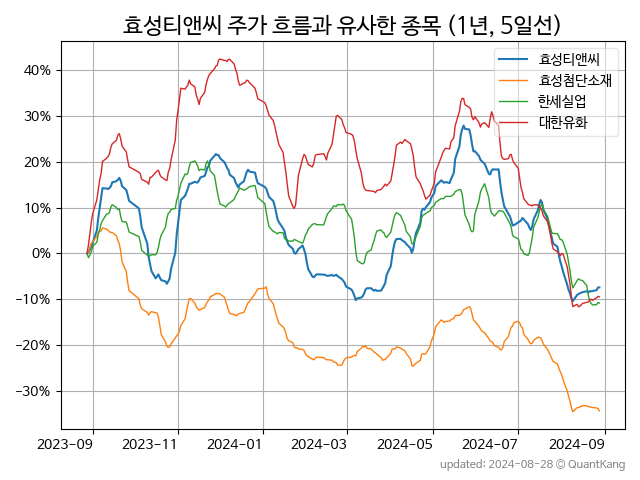 효성티앤씨 주가 흐름과 유사한 종목 (1년, 5일선)
효성티앤씨
효성첨단소재
한세실업
대한유화
40%
30%
20%
10%
0%
−10%
−20%
−30%
2023-09
2023-11
2024-01
2024-03
2024-05
2024-07
2024-09
updated: 2024-08-28 © QuantKang